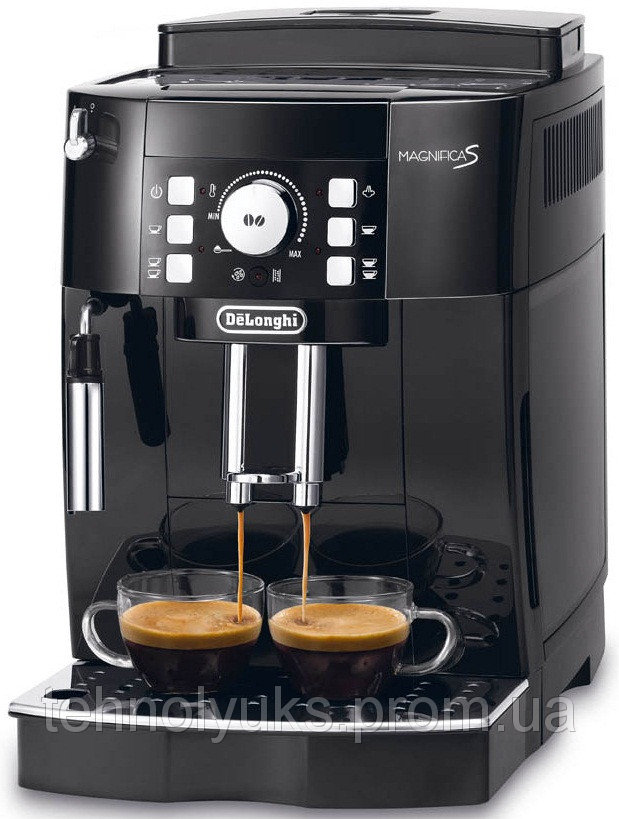 MAGNIFICA S
MIN
MAX
DeLonghi
tehnolyuks.prom.ua